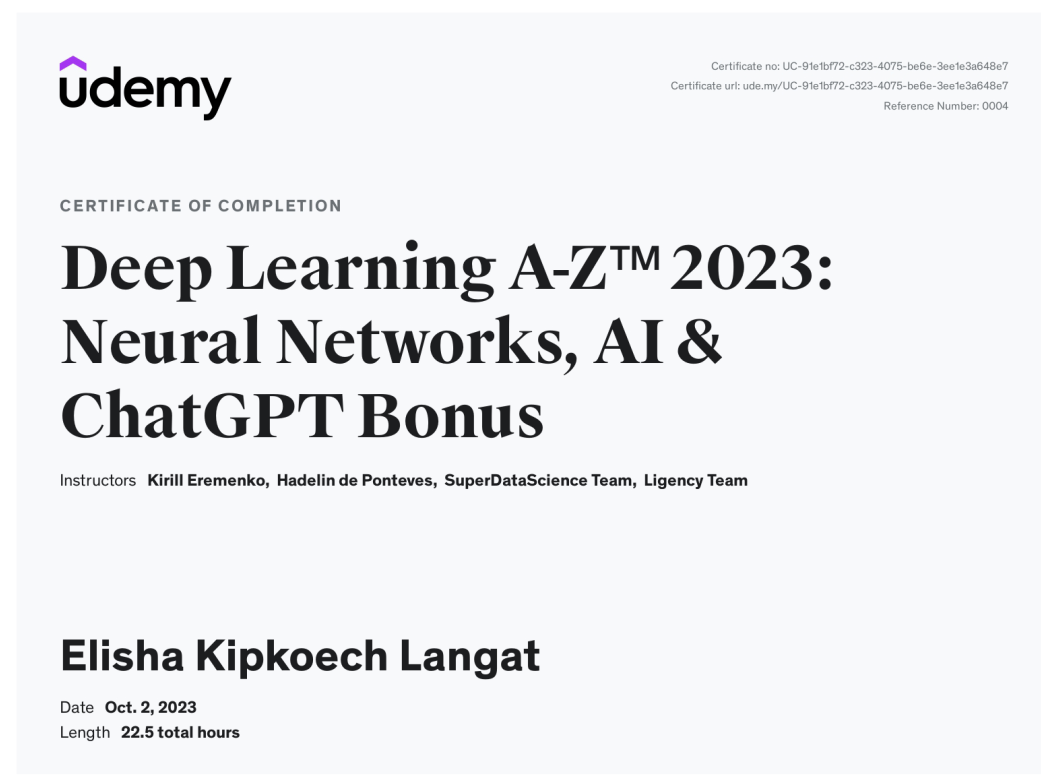 udemy
Certificate no: UC-91e1bf72-c323-4075-be6e-3ee1e3a648e7
Certificate url: ude.my/UC-91e1bf72-c323-4075-be6e-3ee1e3a648e7
Reference Number: 0004
CERTIFICATE OF COMPLETION
Deep Learning A-Z™ 2023:
Neural Networks, AI &
ChatGPT Bonus
Instructors Kirill Eremenko, Hadelin de Ponteves, SuperDataScience Team, Ligency Team
Elisha Kipkoech Langat
Date Oct. 2, 2023
Length 22.5 total hours